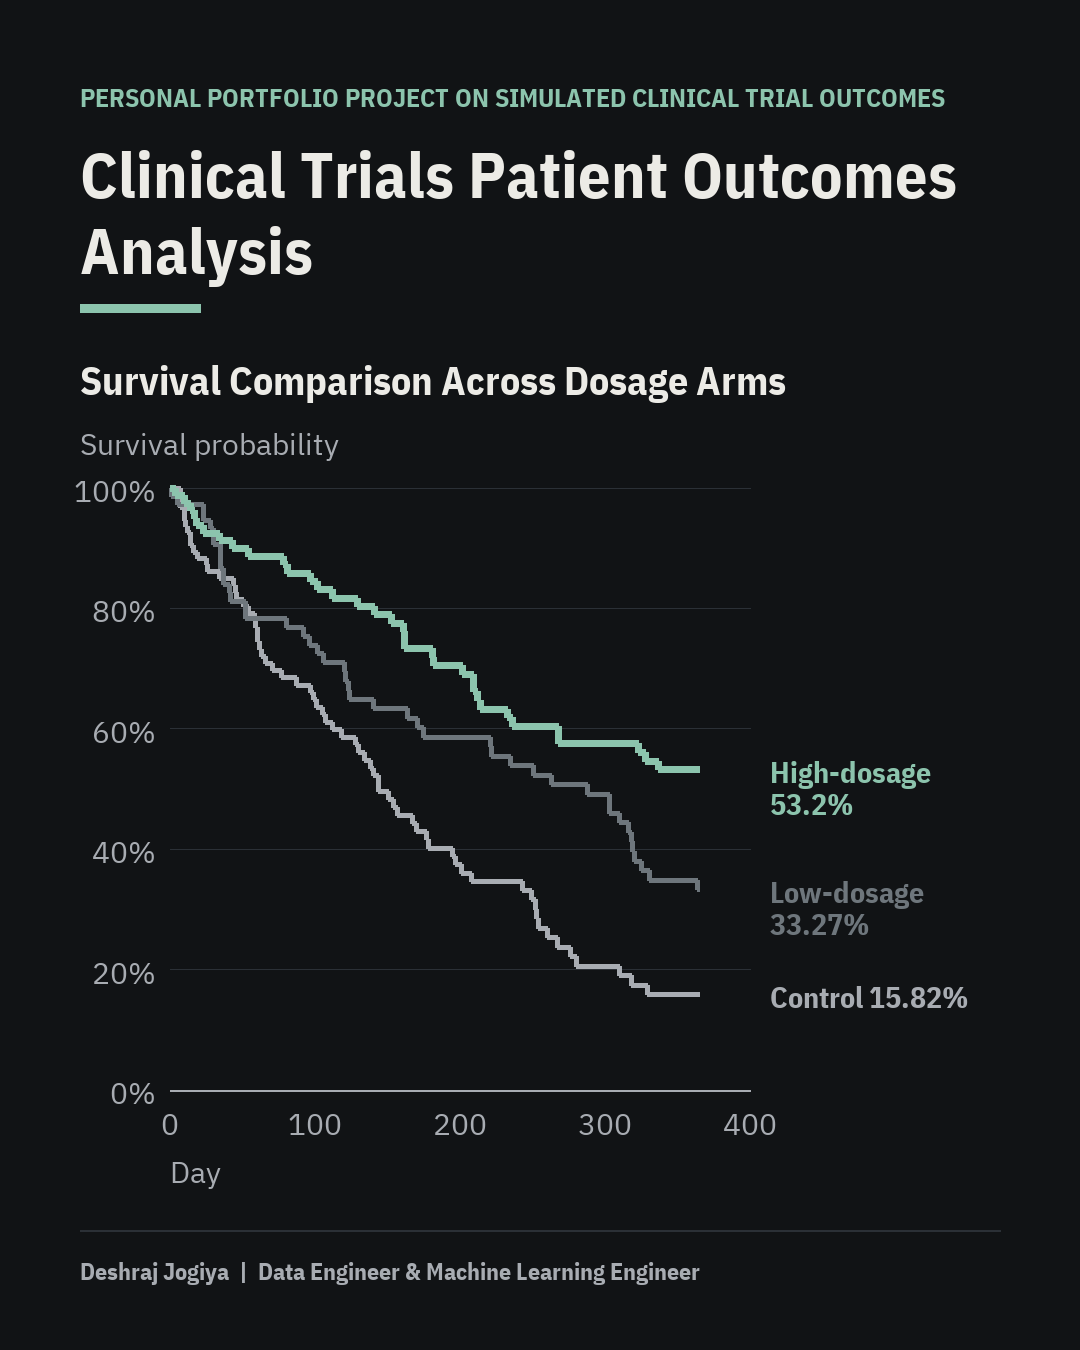 PERSONAL PORTFOLIO PROJECT ON SIMULATED CLINICAL TRIAL OUTCOMES
Clinical Trials Patient Outcomes
Analysis
Survival Comparison Across Dosage Arms
Survival probability
100%
80%
60%
40%
20%
0%
High-dosage
53.2%
Low-dosage
33.27%
Control 15.82%
0 100 200 300 400
Day
Deshraj Jogiya | Data Engineer & Machine Learning Engineer